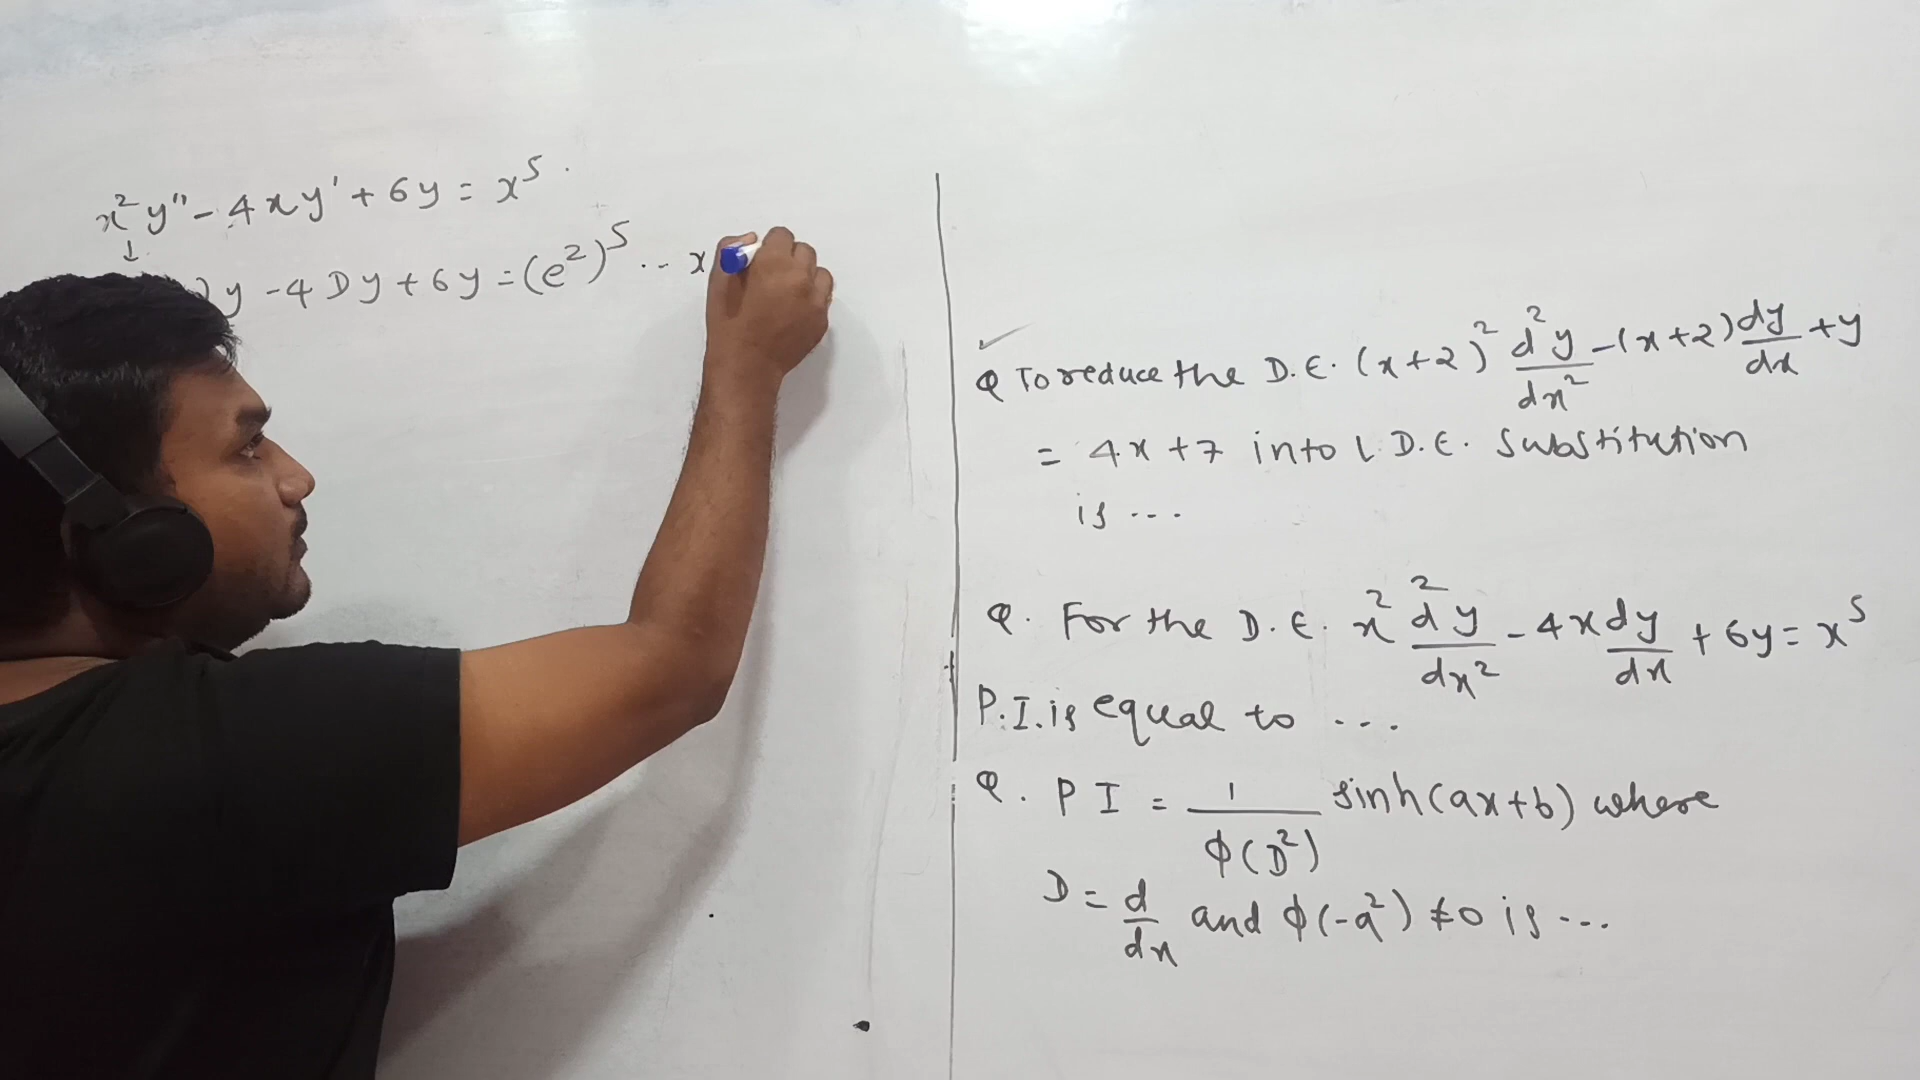 x²y" - 4xy' + 6y = x⁵.
↓
y - 4Dy + 6y = (e²)⁵ ... x
✓
Q To reduce the D.E. (x+2)² d²y/dx² - (x+2) dy/dx + y
= 4x + 7 into L.D.E. substitution
is ...
Q. For the D.E. x² d²y/dx² - 4x dy/dx + 6y = x⁵
P.I. is equal to ...
Q. PI = 1/ϕ(D²) sinh(ax+b) where
D = d/dx and ϕ(-a²) ≠ 0 is ...